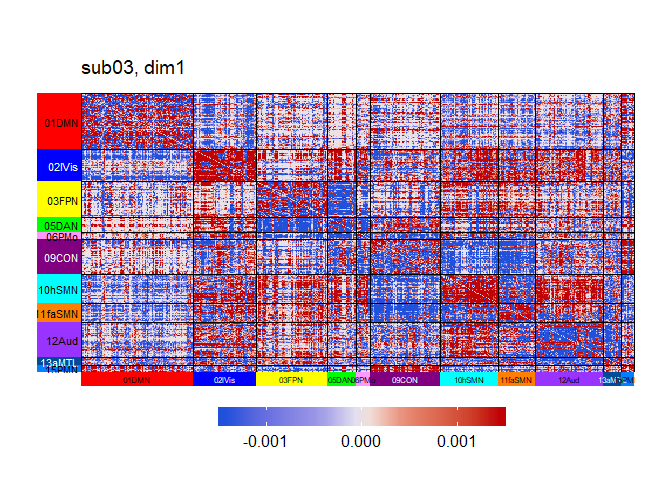 sub03, dim1
01DMN
02lVis
03FPN
05DAN
09CON
10hSMN
11faSMN
12Aud
13aMTL
01DMN
02lVis
03FPN
05DAN
09CON
10hSMN
11faSMN
12Aud
-0.001 0.000 0.001